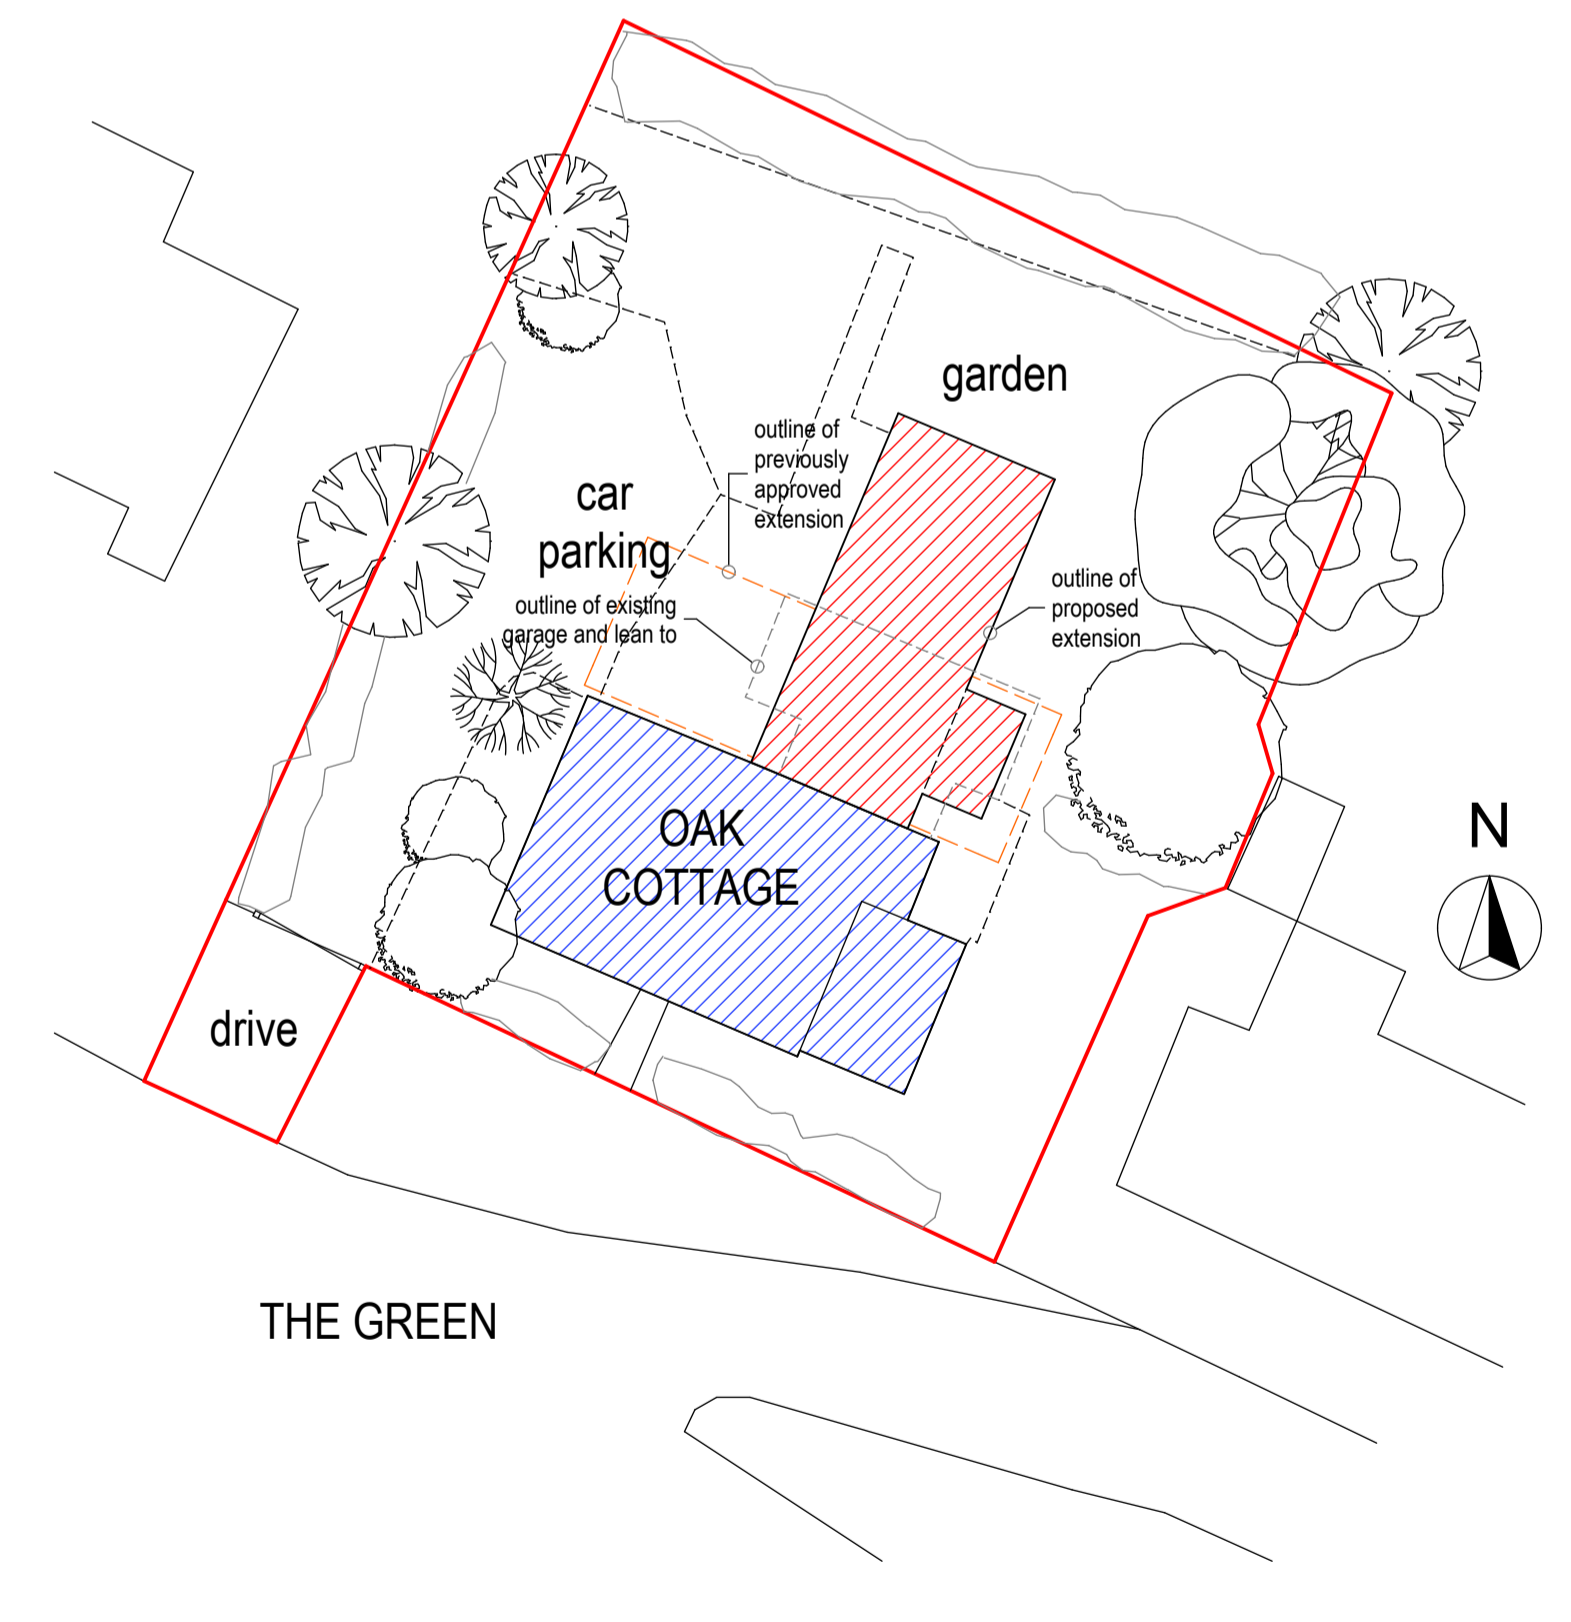 garden
outline of
previously
approved
extension
car
parking
outline of existing
garage and lean to
outline of
proposed
extension
OAK
COTTAGE
N
drive
THE GREEN